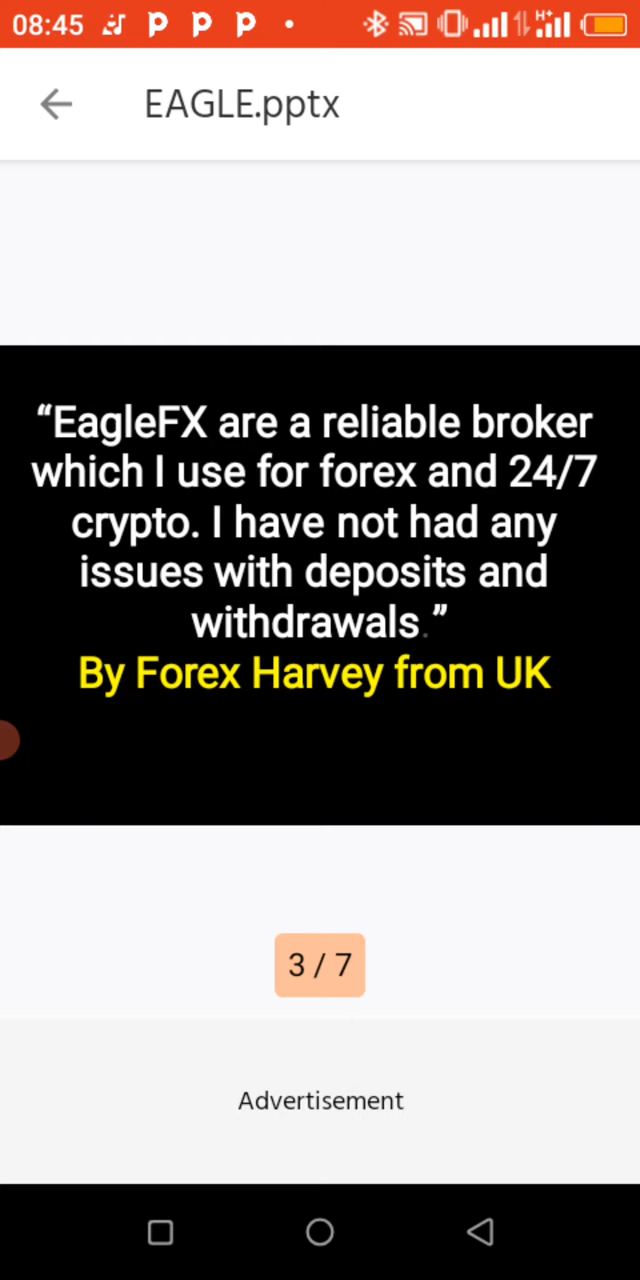 08:45
EAGLE.pptx
“EagleFX are a reliable broker
which I use for forex and 24/7
crypto. I have not had any
issues with deposits and
withdrawals.”
By Forex Harvey from UK
3 / 7
Advertisement